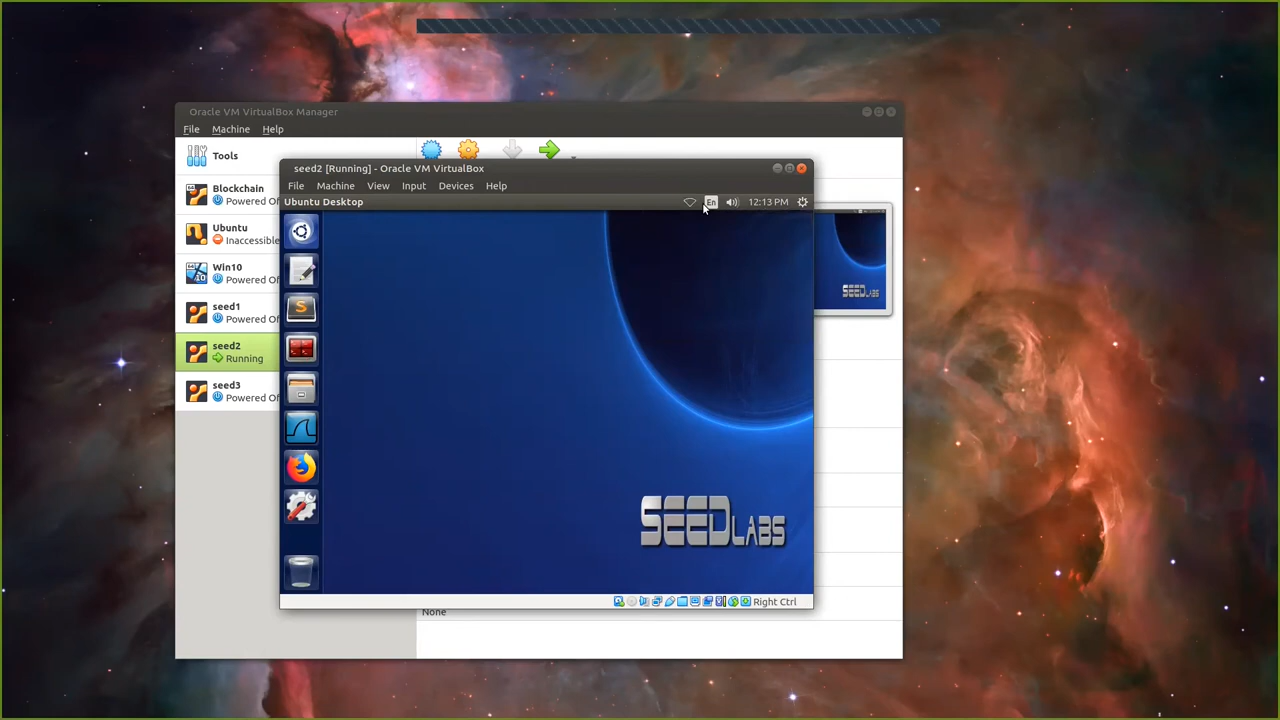 Oracle VM VirtualBox Manager
File Machine Help
Tools
Blockchain
Powered Of
Ubuntu
Inaccessible
Win10
Powered Of
seed1
Powered Of
seed2
Running
seed3
Powered Of
seed2 [Running] - Oracle VM VirtualBox
File Machine View Input Devices Help
Ubuntu Desktop
En
12:13 PM
SEEDLABS
Right Ctrl
SEEDLABS
None